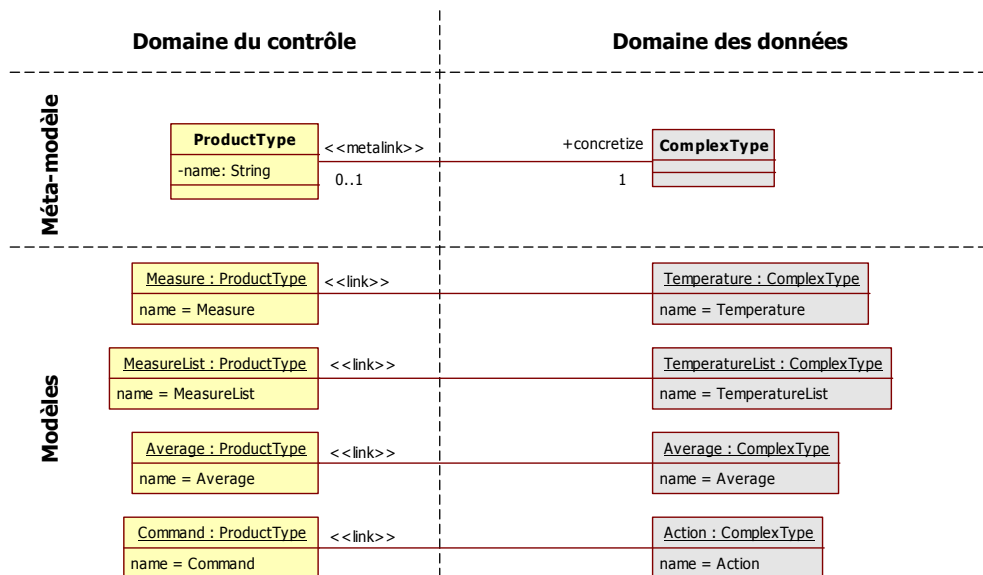 Domaine du contrôle
Domaine des données
Méta-modèle
ProductType
-name: String
<<metalink>>
0..1
+concretize
1
ComplexType
Modèles
Measure : ProductType
name = Measure
<<link>>
Temperature : ComplexType
name = Temperature
MeasureList : ProductType
name = MeasureList
<<link>>
TemperatureList : ComplexType
name = TemperatureList
Average : ProductType
name = Average
<<link>>
Average : ComplexType
name = Average
Command : ProductType
name = Command
<<link>>
Action : ComplexType
name = Action